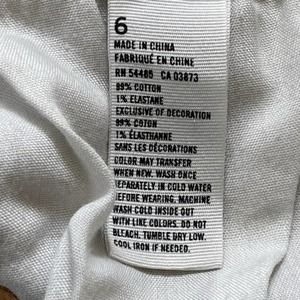 6
MADE IN CHINA
FABRIQUÉ EN CHINE
RN 54485 CA 03873
99% COTTON
1% ELASTANE
EXCLUSIVE OF DECORATION
99% COTON
1% ÉLASTHANNE
SANS LES DÉCORATIONS
COLOR MAY TRANSFER
WHEN NEW. WASH ONCE
SEPARATELY IN COLD WATER
BEFORE WEARING. MACHINE
WASH COLD INSIDE OUT
WITH LIKE COLORS. DO NOT
BLEACH. TUMBLE DRY LOW.
COOL IRON IF NEEDED.